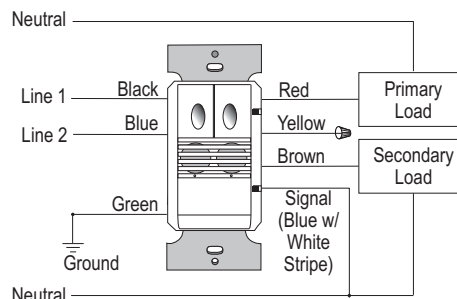 Neutral
Line 1
Black
Red
Primary
Load
Line 2
Blue
Yellow
Brown
Secondary
Load
Green
Signal
(Blue w/
White
Stripe)
Ground
Neutral